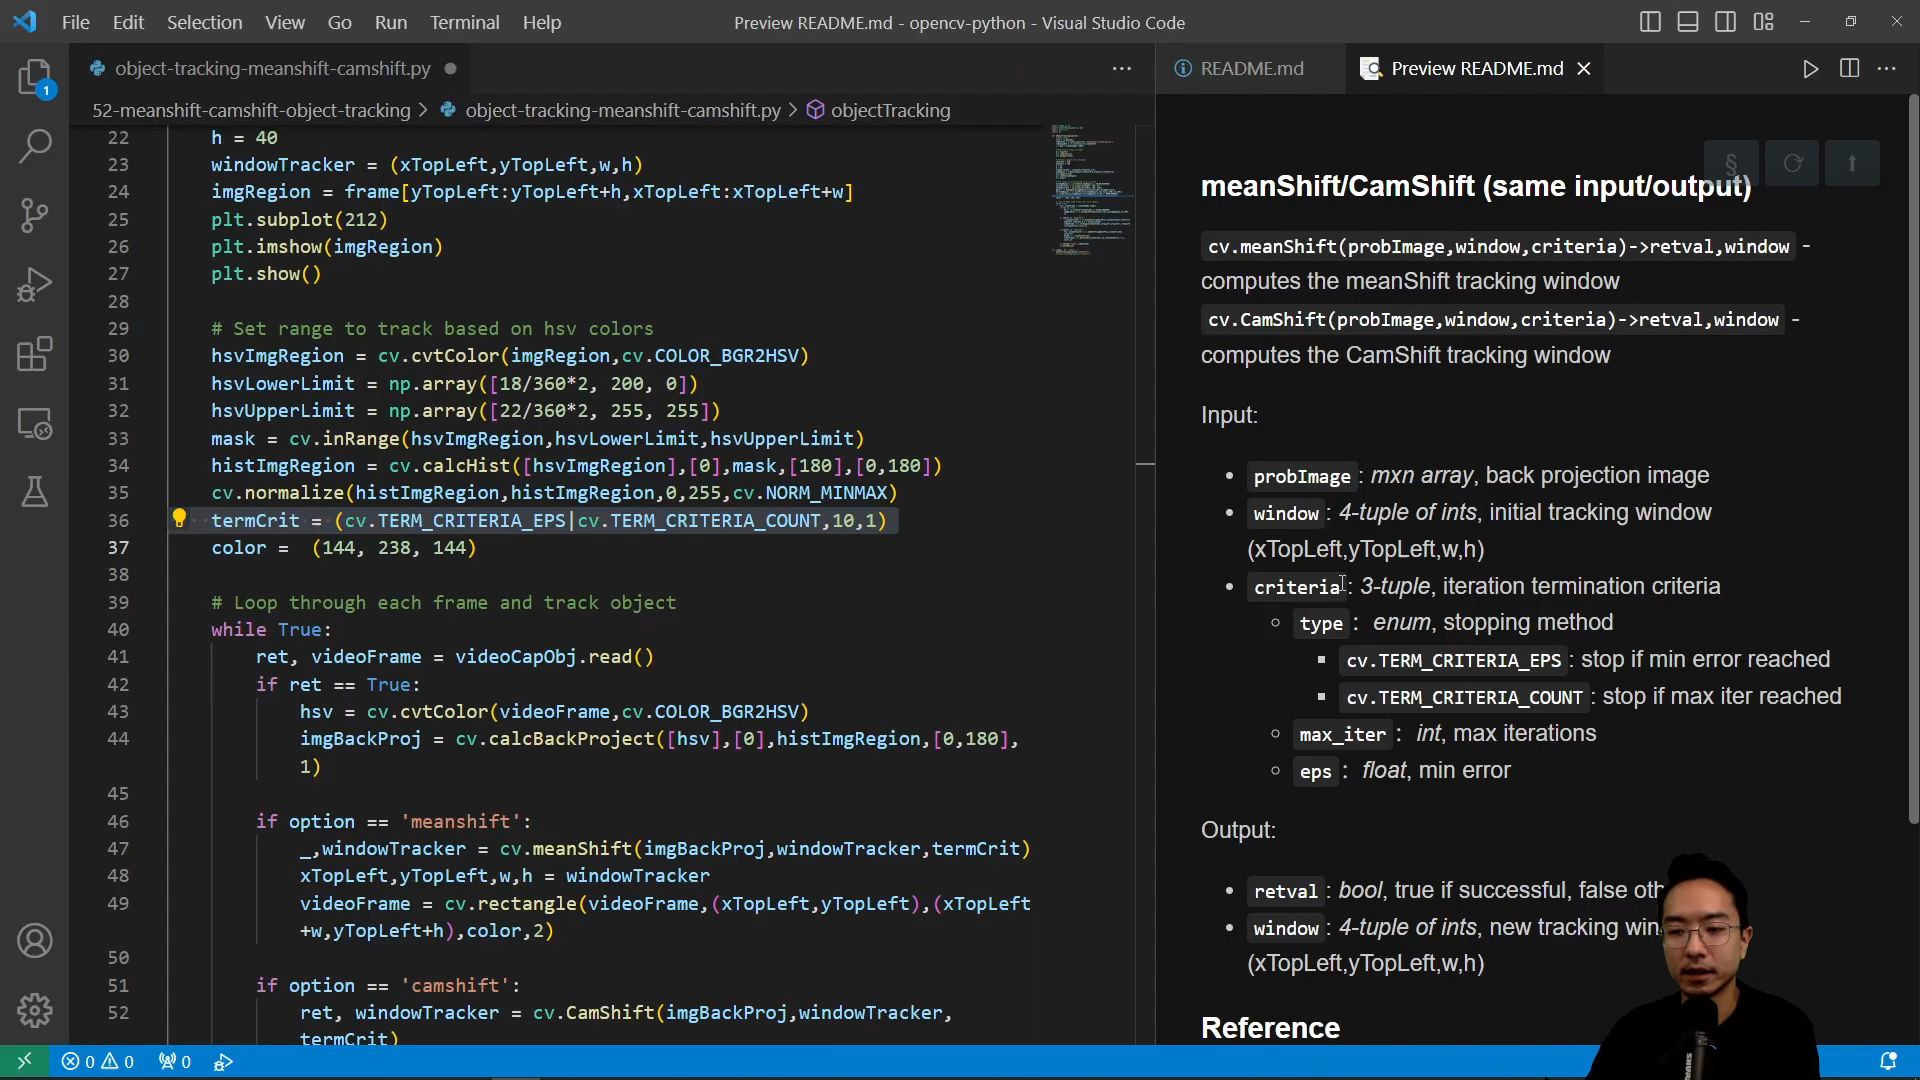 File Edit Selection View Go Run Terminal Help
Preview README.md - opencv-python - Visual Studio Code
object-tracking-meanshift-camshift.py
README.md
Preview README.md
52-meanshift-camshift-object-tracking > object-tracking-meanshift-camshift.py > objectTracking
22 h = 40
23 windowTracker = (xTopLeft,yTopLeft,w,h)
24 imgRegion = frame[yTopLeft:yTopLeft+h,xTopLeft:xTopLeft+w]
25 plt.subplot(212)
26 plt.imshow(imgRegion)
27 plt.show()
28
29 # Set range to track based on hsv colors
30 hsvImgRegion = cv.cvtColor(imgRegion,cv.COLOR_BGR2HSV)
31 hsvLowerLimit = np.array([18/360*2, 200, 0])
32 hsvUpperLimit = np.array([22/360*2, 255, 255])
33 mask = cv.inRange(hsvImgRegion,hsvLowerLimit,hsvUpperLimit)
34 histImgRegion = cv.calcHist([hsvImgRegion],[0],mask,[180],[0,180])
35 cv.normalize(histImgRegion,histImgRegion,0,255,cv.NORM_MINMAX)
36 termCrit = (cv.TERM_CRITERIA_EPS|cv.TERM_CRITERIA_COUNT,10,1)
37 color = (144, 238, 144)
38
39 # Loop through each frame and track object
40 while True:
41 ret, videoFrame = videoCapObj.read()
42 if ret == True:
43 hsv = cv.cvtColor(videoFrame,cv.COLOR_BGR2HSV)
44 imgBackProj = cv.calcBackProject([hsv],[0],histImgRegion,[0,180],
1)
45
46 if option == 'meanshift':
47 _,windowTracker = cv.meanShift(imgBackProj,windowTracker,termCrit)
48 xTopLeft,yTopLeft,w,h = windowTracker
49 videoFrame = cv.rectangle(videoFrame,(xTopLeft,yTopLeft),(xTopLeft
+w,yTopLeft+h),color,2)
50
51 if option == 'camshift':
52 ret, windowTracker = cv.CamShift(imgBackProj,windowTracker,
termCrit)
meanShift/CamShift (same input/output)
cv.meanShift(probImage,window,criteria)->retval,window -
computes the meanShift tracking window
cv.CamShift(probImage,window,criteria)->retval,window -
computes the CamShift tracking window
Input:
• probImage: mxn array, back projection image
• window: 4-tuple of ints, initial tracking window
(xTopLeft,yTopLeft,w,h)
• criteria: 3-tuple, iteration termination criteria
○ type: enum, stopping method
▪ cv.TERM_CRITERIA_EPS: stop if min error reached
▪ cv.TERM_CRITERIA_COUNT: stop if max iter reached
○ max_iter: int, max iterations
○ eps: float, min error
Output:
• retval: bool, true if successful, false
• window: 4-tuple of ints, new tracking
(xTopLeft,yTopLeft,w,h)
Reference
1
0 0 0